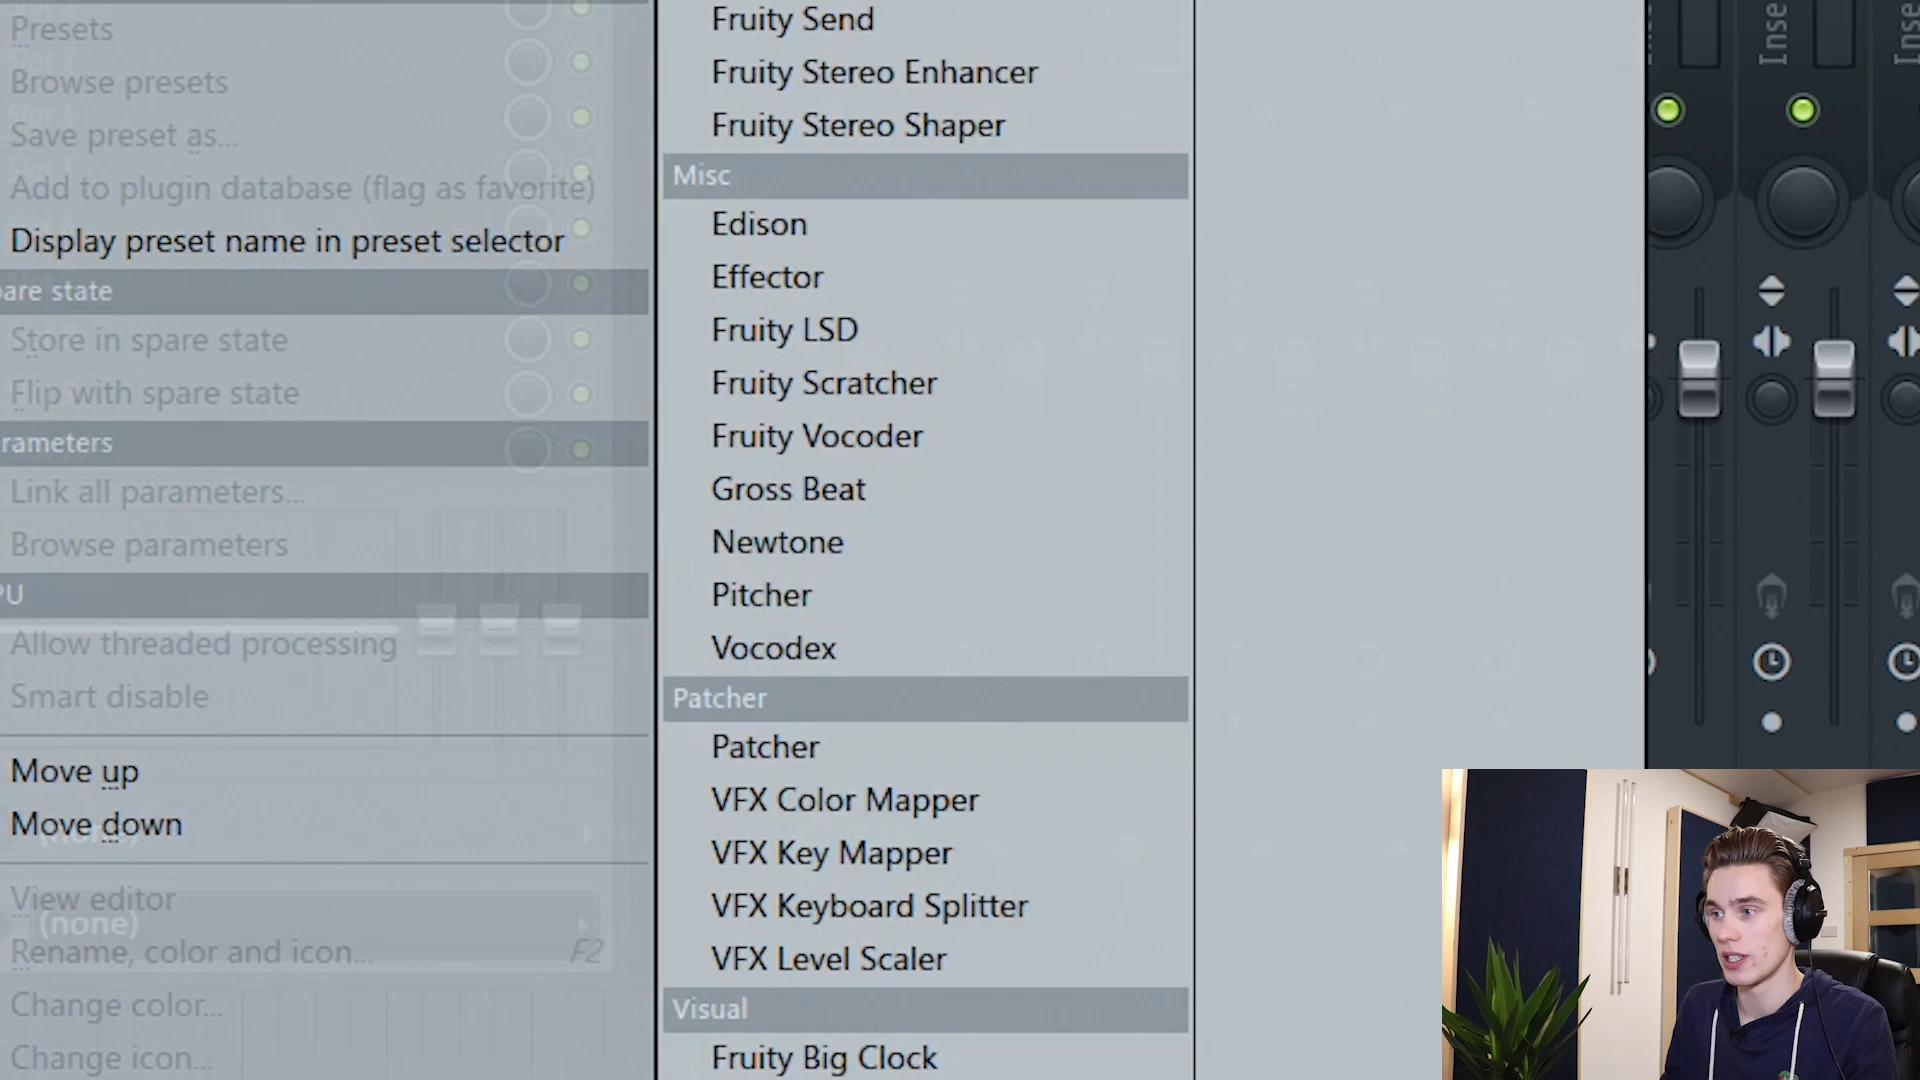 Presets
Browse presets
Save preset as...
Add to plugin database (flag as favorite)
Display preset name in preset selector
are state
Store in spare state
Flip with spare state
rameters
Link all parameters...
Browse parameters
PU
Allow threaded processing
Smart disable
Move up
Move down
View editor
(none)
Rename, color and icon... F2
Change color...
Change icon...
Fruity Send
Fruity Stereo Enhancer
Fruity Stereo Shaper
Misc
Edison
Effector
Fruity LSD
Fruity Scratcher
Fruity Vocoder
Gross Beat
Newtone
Pitcher
Vocodex
Patcher
Patcher
VFX Color Mapper
VFX Key Mapper
VFX Keyboard Splitter
VFX Level Scaler
Visual
Fruity Big Clock
Inse
Inse